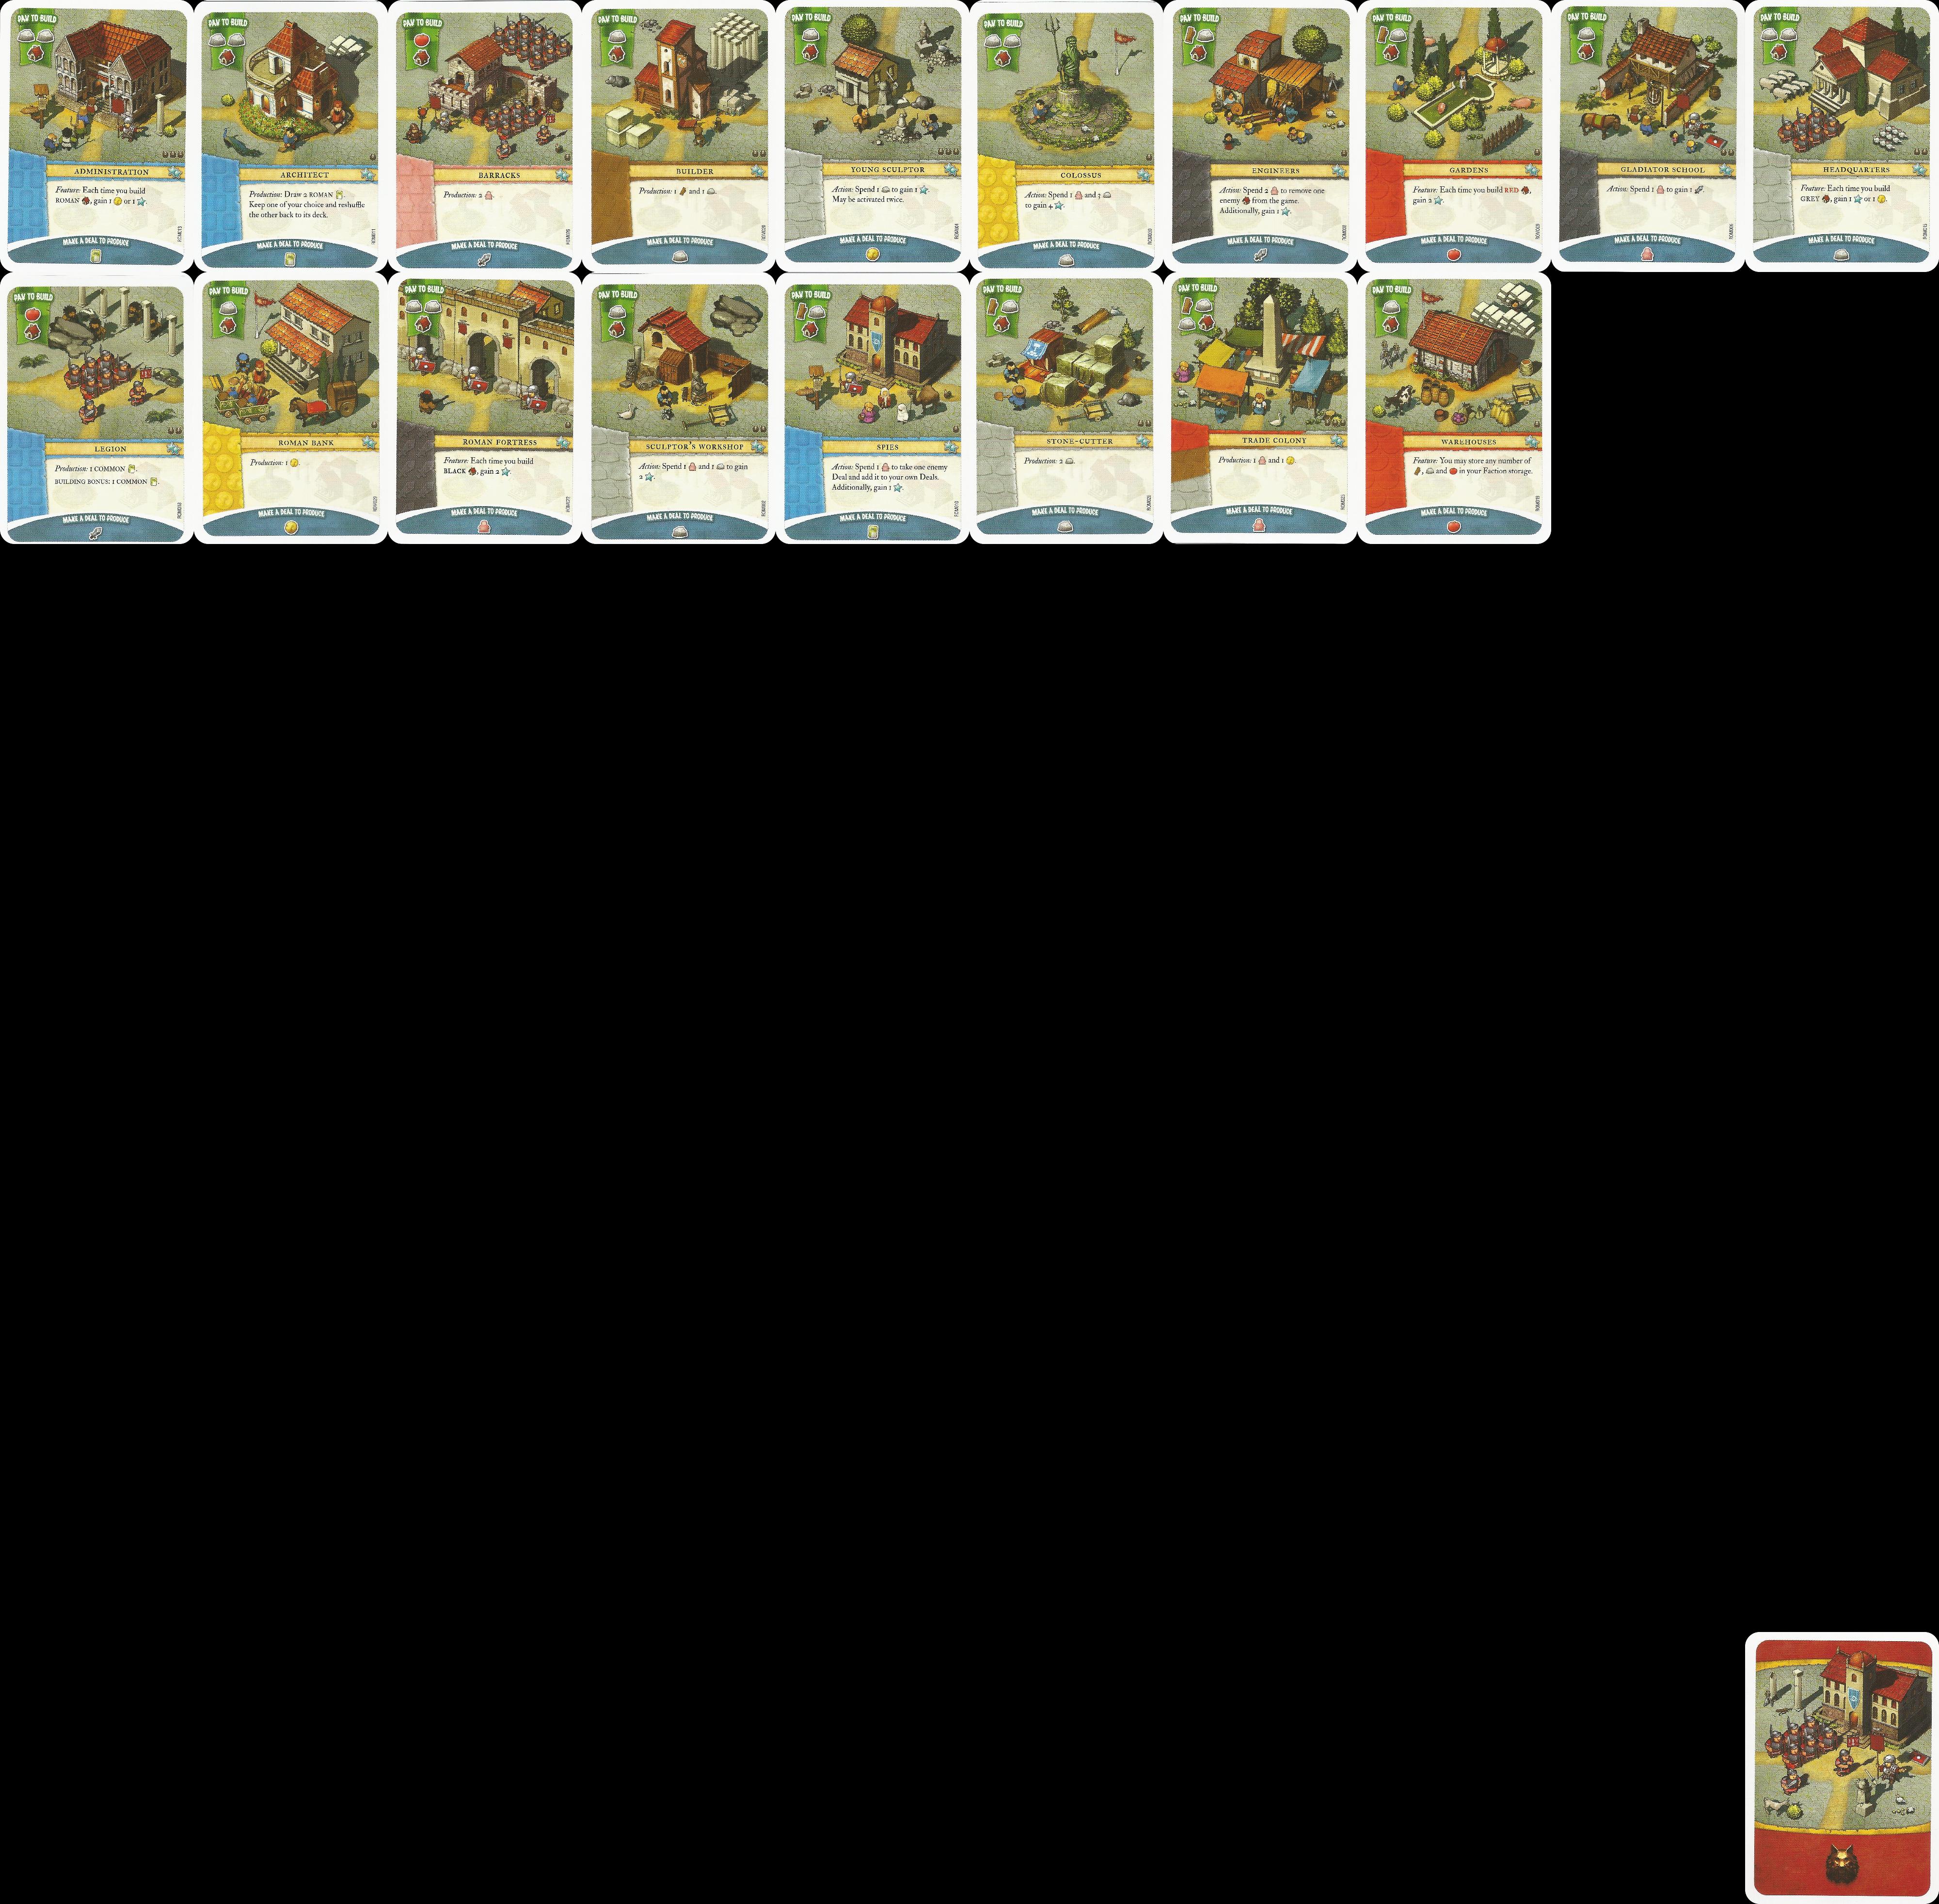 PAY TO BUILD
ADMINISTRATION
Feature: Each time you build
ROMAN , gain 1 or 1 .
MAKE A DEAL TO PRODUCE
PAY TO BUILD
ARCHITECT
Production: Draw 2 ROMAN .
Keep one of your choice and reshuffle
the other back to its deck.
MAKE A DEAL TO PRODUCE
PAY TO BUILD
BARRACKS
Production: 2 .
MAKE A DEAL TO PRODUCE
PAY TO BUILD
BUILDER
Production: 1 and 1 .
MAKE A DEAL TO PRODUCE
PAY TO BUILD
YOUNG SCULPTOR
Action: Spend 1 to gain 1 .
May be activated twice.
MAKE A DEAL TO PRODUCE
PAY TO BUILD
COLOSSUS
Action: Spend 1 and 3
to gain 4 .
MAKE A DEAL TO PRODUCE
PAY TO BUILD
ENGINEERS
Action: Spend 2 to remove one
enemy from the game.
Additionally, gain 1 .
MAKE A DEAL TO PRODUCE
PAY TO BUILD
GARDENS
Feature: Each time you build RED ,
gain 2 .
MAKE A DEAL TO PRODUCE
PAY TO BUILD
GLADIATOR SCHOOL
Action: Spend 1 to gain 1 .
MAKE A DEAL TO PRODUCE
PAY TO BUILD
HEADQUARTERS
Feature: Each time you build
GREY , gain 1 or 1 .
MAKE A DEAL TO PRODUCE
PAY TO BUILD
LEGION
Production: 1 COMMON .
BUILDING BONUS: 1 COMMON .
MAKE A DEAL TO PRODUCE
PAY TO BUILD
ROMAN BANK
Production: 1 .
MAKE A DEAL TO PRODUCE
PAY TO BUILD
ROMAN FORTRESS
Feature: Each time you build
BLACK , gain 2 .
MAKE A DEAL TO PRODUCE
PAY TO BUILD
SCULPTOR'S WORKSHOP
Action: Spend 1 and 1 to gain
2 .
MAKE A DEAL TO PRODUCE
PAY TO BUILD
SPIES
Action: Spend 1 to take one enemy
Deal and add it to your own Deals.
Additionally, gain 1 .
MAKE A DEAL TO PRODUCE
PAY TO BUILD
STONE-CUTTER
Production: 2 .
MAKE A DEAL TO PRODUCE
PAY TO BUILD
TRADE COLONY
Production: 1 and 1 .
MAKE A DEAL TO PRODUCE
PAY TO BUILD
WAREHOUSES
Feature: You may store any number of
, and in your Faction storage.
MAKE A DEAL TO PRODUCE